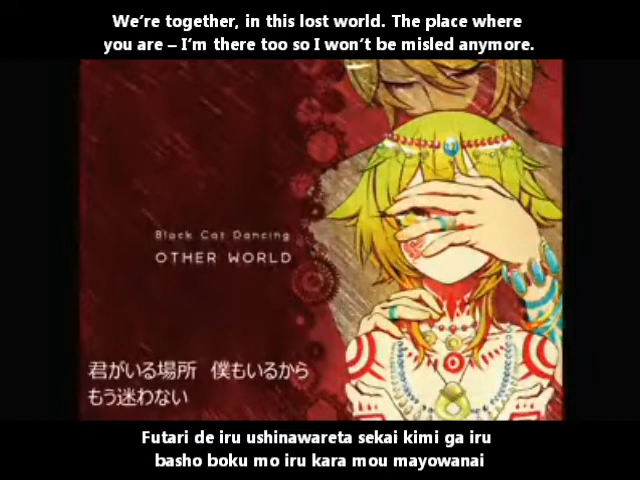 We're together, in this lost world. The place where
you are – I'm there too so I won't be misled anymore.
Black Cat Dancing
OTHER WORLD
君がいる場所 僕もいるから
もう迷わない
Futari de iru ushinawareta sekai kimi ga iru
basho boku mo iru kara mou mayowanai